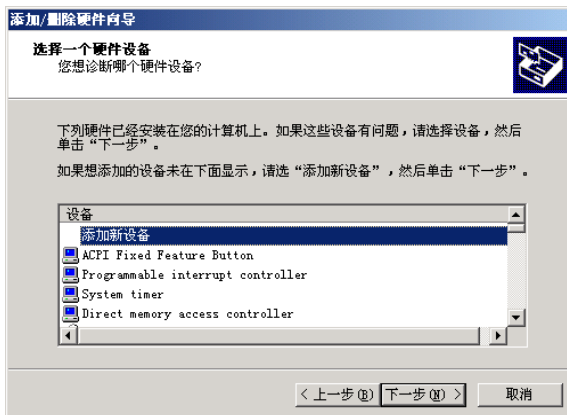 添加/删除硬件向导
选择一个硬件设备
您想诊断哪个硬件设备?
下列硬件已经安装在您的计算机上。如果这些设备有问题，请选择设备，然后
单击“下一步”。
如果想添加的设备未在下面显示，请选“添加新设备”，然后单击“下一步”。
设备
添加新设备
ACPI Fixed Feature Button
Programmable interrupt controller
System timer
Direct memory access controller
< 上一步(B) 下一步(N) > 取消